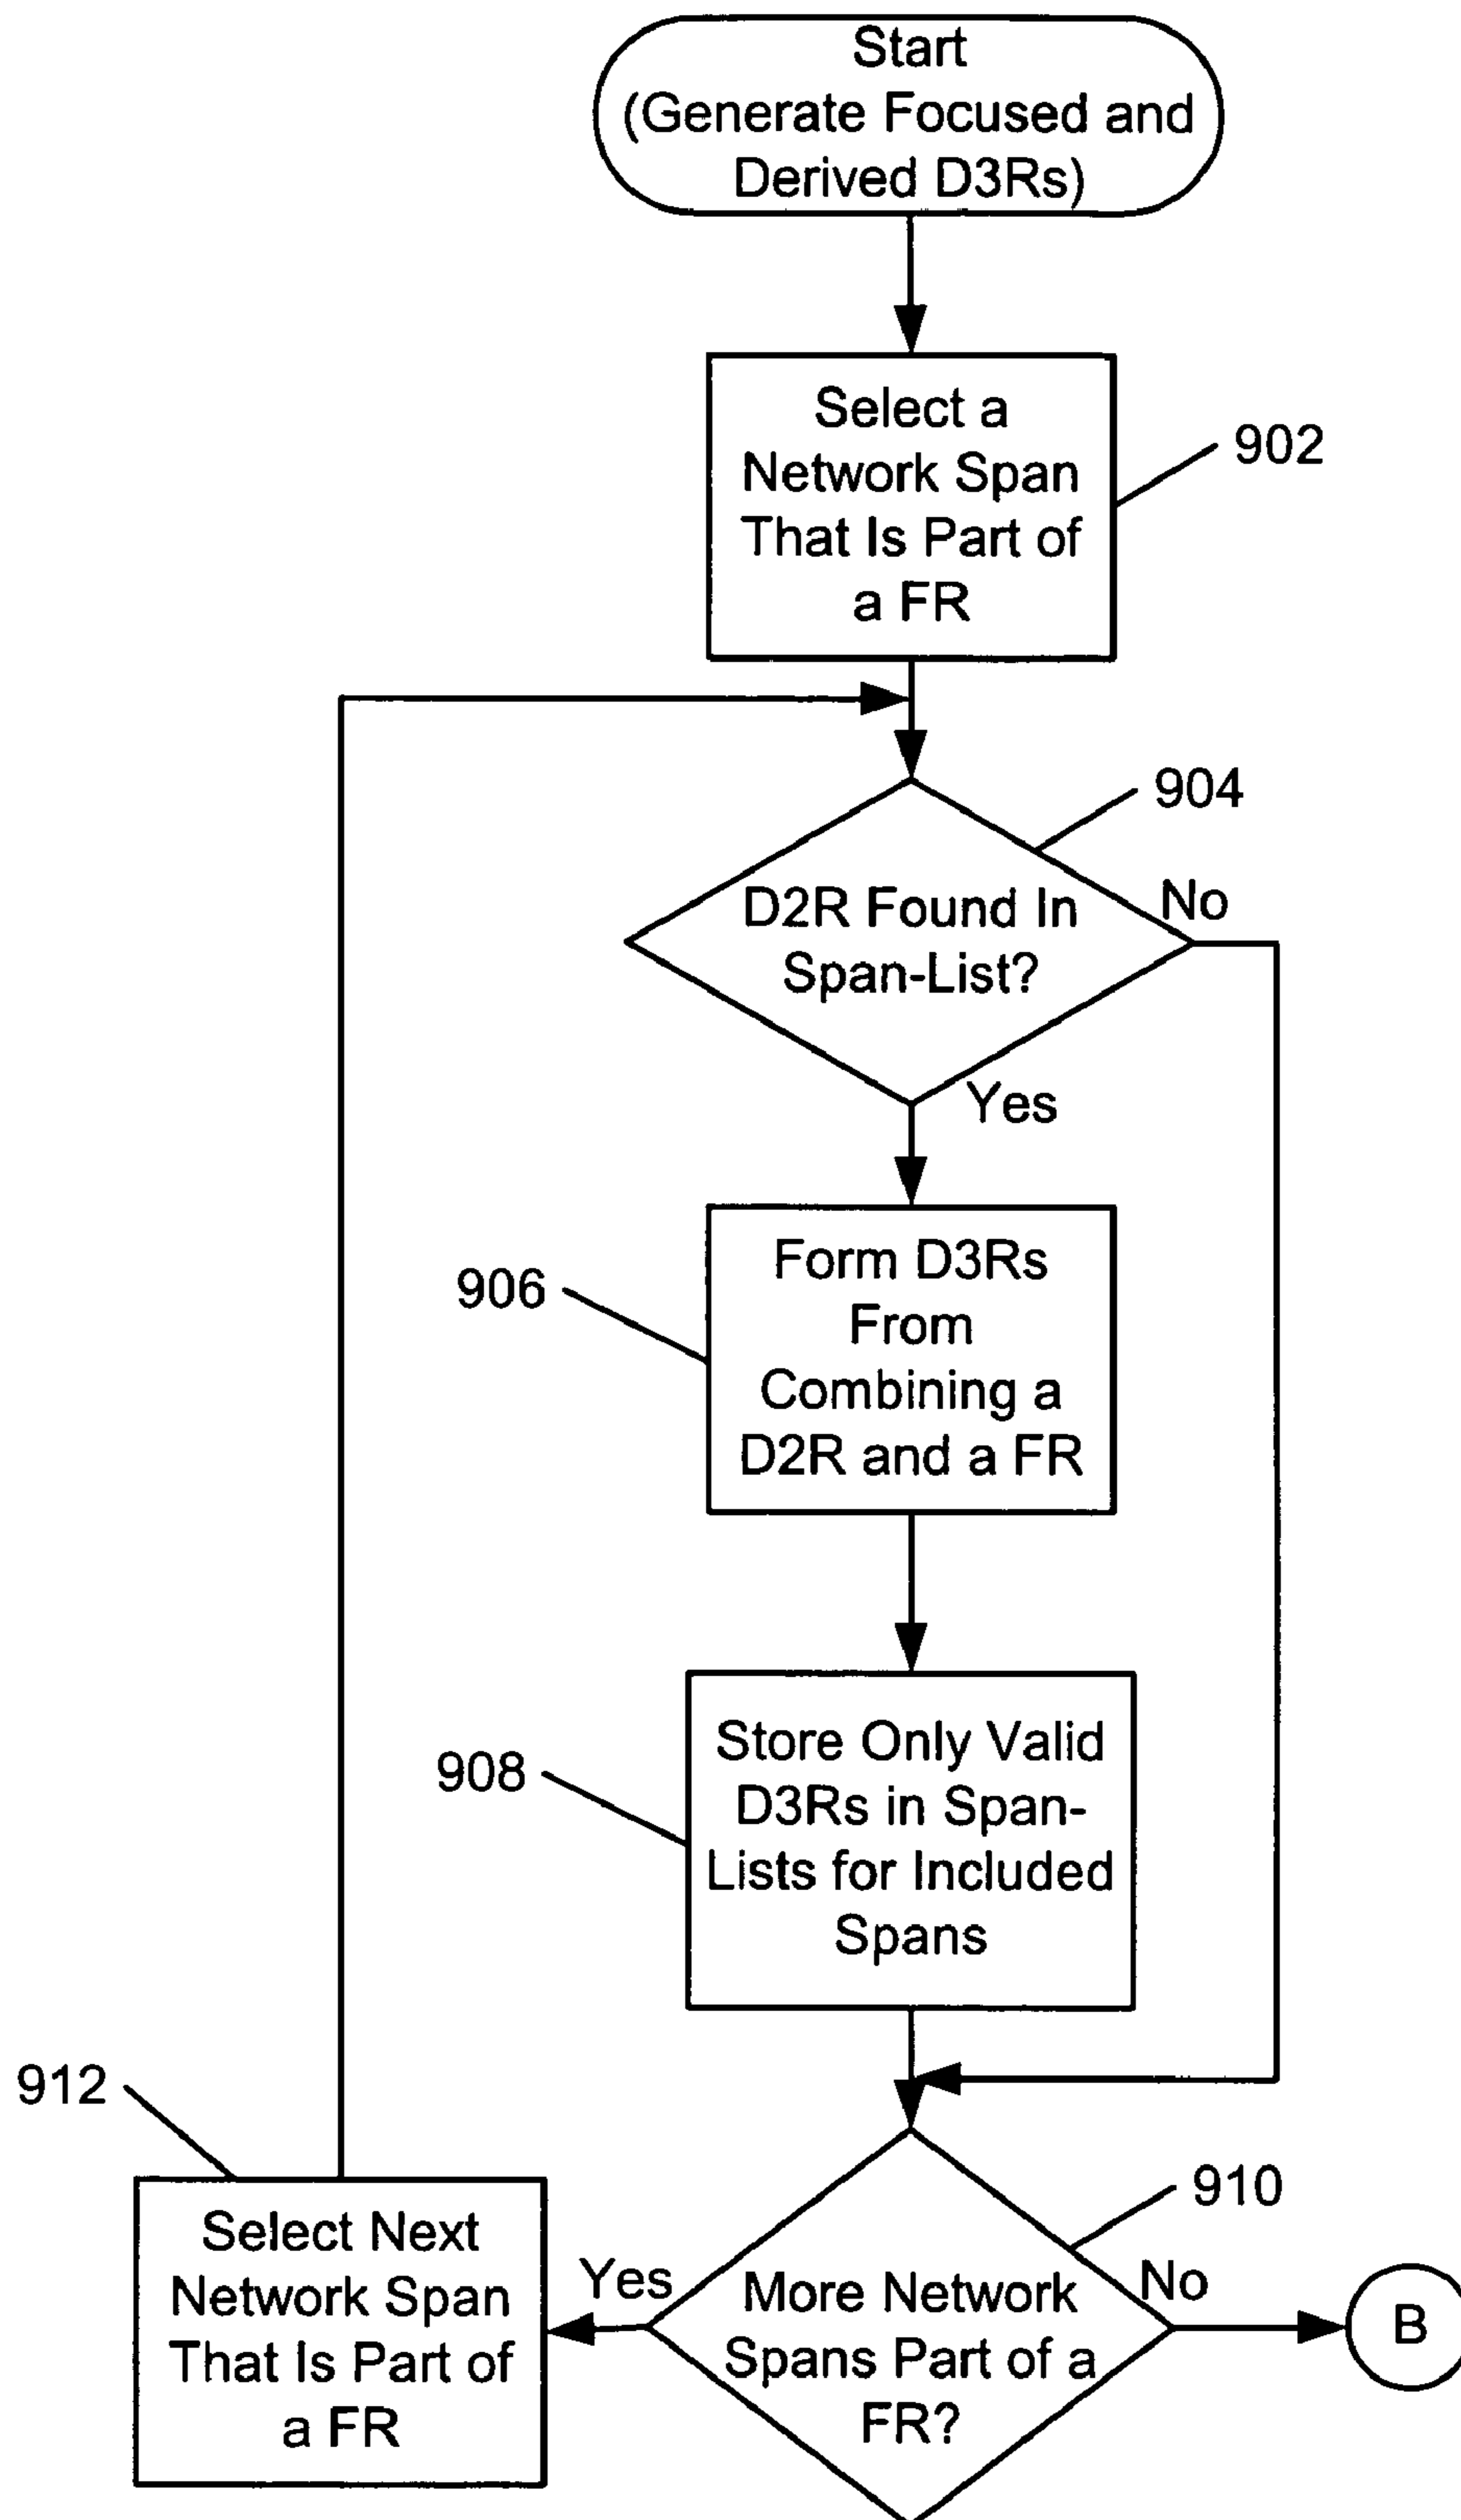 Start
(Generate Focused and
Derived D3Rs)
Select a
Network Span
That Is Part of
a FR
902
904
D2R Found In
Span-List?
No
Yes
906
Form D3Rs
From
Combining a
D2R and a FR
908
Store Only Valid
D3Rs in Span-
Lists for Included
Spans
912
Select Next
Network Span
That Is Part of
a FR
Yes
910
More Network
Spans Part of a
FR?
No
B